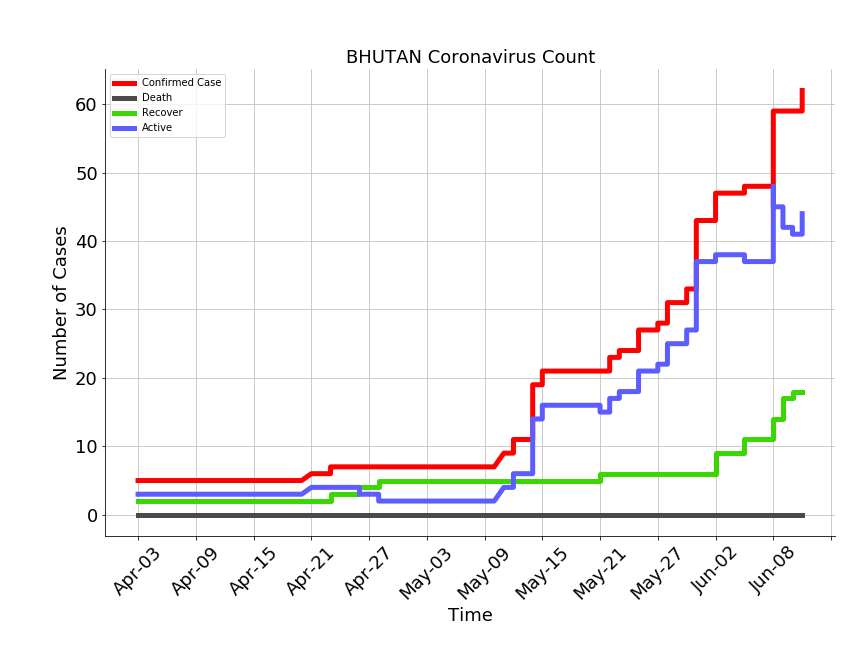 BHUTAN Coronavirus Count
Confirmed Case
Death
Recover
Active
Number of Cases
60
50
40
30
20
10
0
Apr-03
Apr-09
Apr-15
Apr-21
Apr-27
May-03
May-09
May-15
May-21
May-27
Jun-02
Jun-08
Time